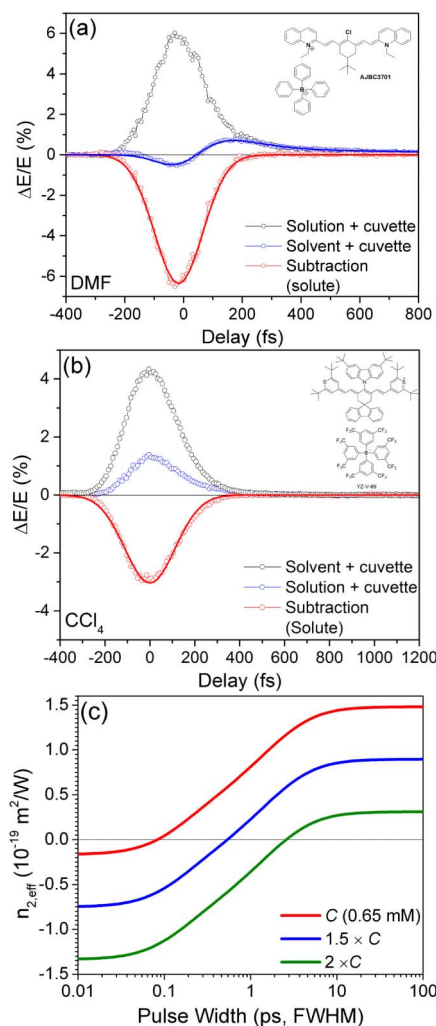 (a)
Cl
N
N
AJBC3701
B
ΔE/E (%)
6
4
2
0
-2
-4
-6
Solution + cuvette
Solvent + cuvette
Subtraction
(solute)
DMF
-400 -200 0 200 400 600 800
Delay (fs)
(b)
N
F₃C
CF₃
B
YZ-V-69
ΔE/E (%)
4
2
0
-2
-4
Solvent + cuvette
Solution + cuvette
Subtraction
(Solute)
CCl₄
-400 -200 0 200 400 600 800 1000 1200
Delay (fs)
(c)
n₂,eff (10⁻¹⁹ m²/W)
1.5
1.0
0.5
0.0
-0.5
-1.0
-1.5
C (0.65 mM)
1.5 × C
2 ×C
0.01 0.1 1 10 100
Pulse Width (ps, FWHM)